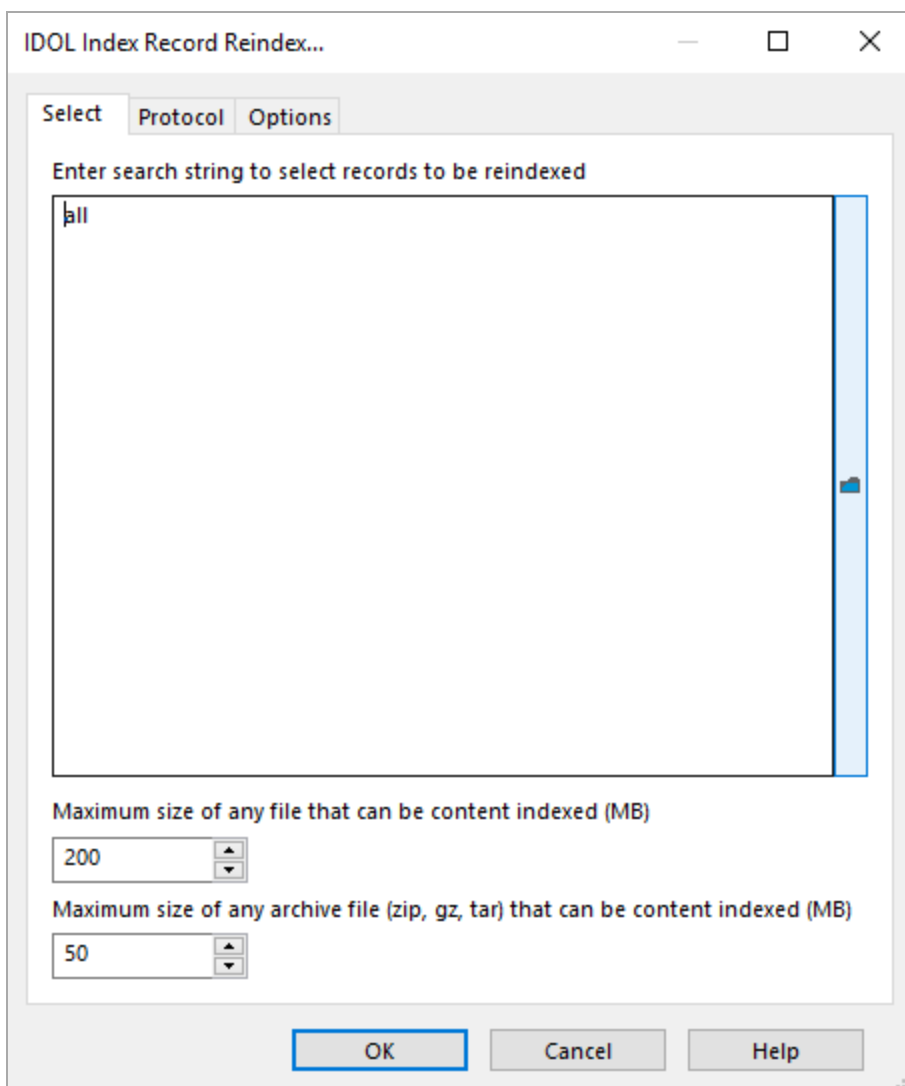 IDOL Index Record Reindex...
Select Protocol Options
Enter search string to select records to be reindexed
all
Maximum size of any file that can be content indexed (MB)
200
Maximum size of any archive file (zip, gz, tar) that can be content indexed (MB)
50
OK Cancel Help